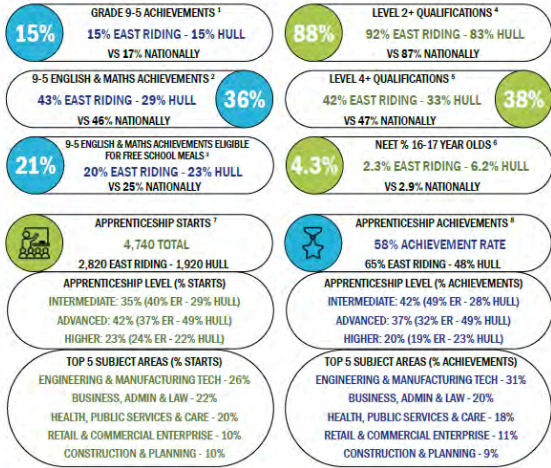 GRADE 9-5 ACHIEVEMENTS 1
15%
15% EAST RIDING - 15% HULL
VS 17% NATIONALLY
9-5 ENGLISH & MATHS ACHIEVEMENTS 2
43% EAST RIDING - 29% HULL
36%
VS 46% NATIONALLY
9-5 ENGLISH & MATHS ACHIEVEMENTS ELIGIBLE
FOR FREE SCHOOL MEALS 3
21%
20% EAST RIDING - 23% HULL
VS 25% NATIONALLY
LEVEL 2+ QUALIFICATIONS 4
88%
92% EAST RIDING - 83% HULL
VS 87% NATIONALLY
LEVEL 4+ QUALIFICATIONS 5
42% EAST RIDING - 33% HULL
38%
VS 47% NATIONALLY
NEET % 16-17 YEAR OLDS 6
4.3%
2.3% EAST RIDING - 6.2% HULL
VS 2.9% NATIONALLY
APPRENTICESHIP STARTS 7
4,740 TOTAL
2,820 EAST RIDING - 1,920 HULL
APPRENTICESHIP LEVEL (% STARTS)
INTERMEDIATE: 35% (40% ER - 29% HULL)
ADVANCED: 42% (37% ER - 49% HULL)
HIGHER: 23% (24% ER - 22% HULL)
TOP 5 SUBJECT AREAS (% STARTS)
ENGINEERING & MANUFACTURING TECH - 26%
BUSINESS, ADMIN & LAW - 22%
HEALTH, PUBLIC SERVICES & CARE - 20%
RETAIL & COMMERCIAL ENTERPRISE - 10%
CONSTRUCTION & PLANNING - 10%
APPRENTICESHIP ACHIEVEMENTS 8
58% ACHIEVEMENT RATE
65% EAST RIDING - 48% HULL
APPRENTICESHIP LEVEL (% ACHIEVEMENTS)
INTERMEDIATE: 42% (49% ER - 28% HULL)
ADVANCED: 37% (32% ER - 49% HULL)
HIGHER: 20% (19% ER - 23% HULL)
TOP 5 SUBJECT AREAS (% ACHIEVEMENTS)
ENGINEERING & MANUFACTURING TECH - 31%
BUSINESS, ADMIN & LAW - 20%
HEALTH, PUBLIC SERVICES & CARE - 18%
RETAIL & COMMERCIAL ENTERPRISE - 11%
CONSTRUCTION & PLANNING - 9%